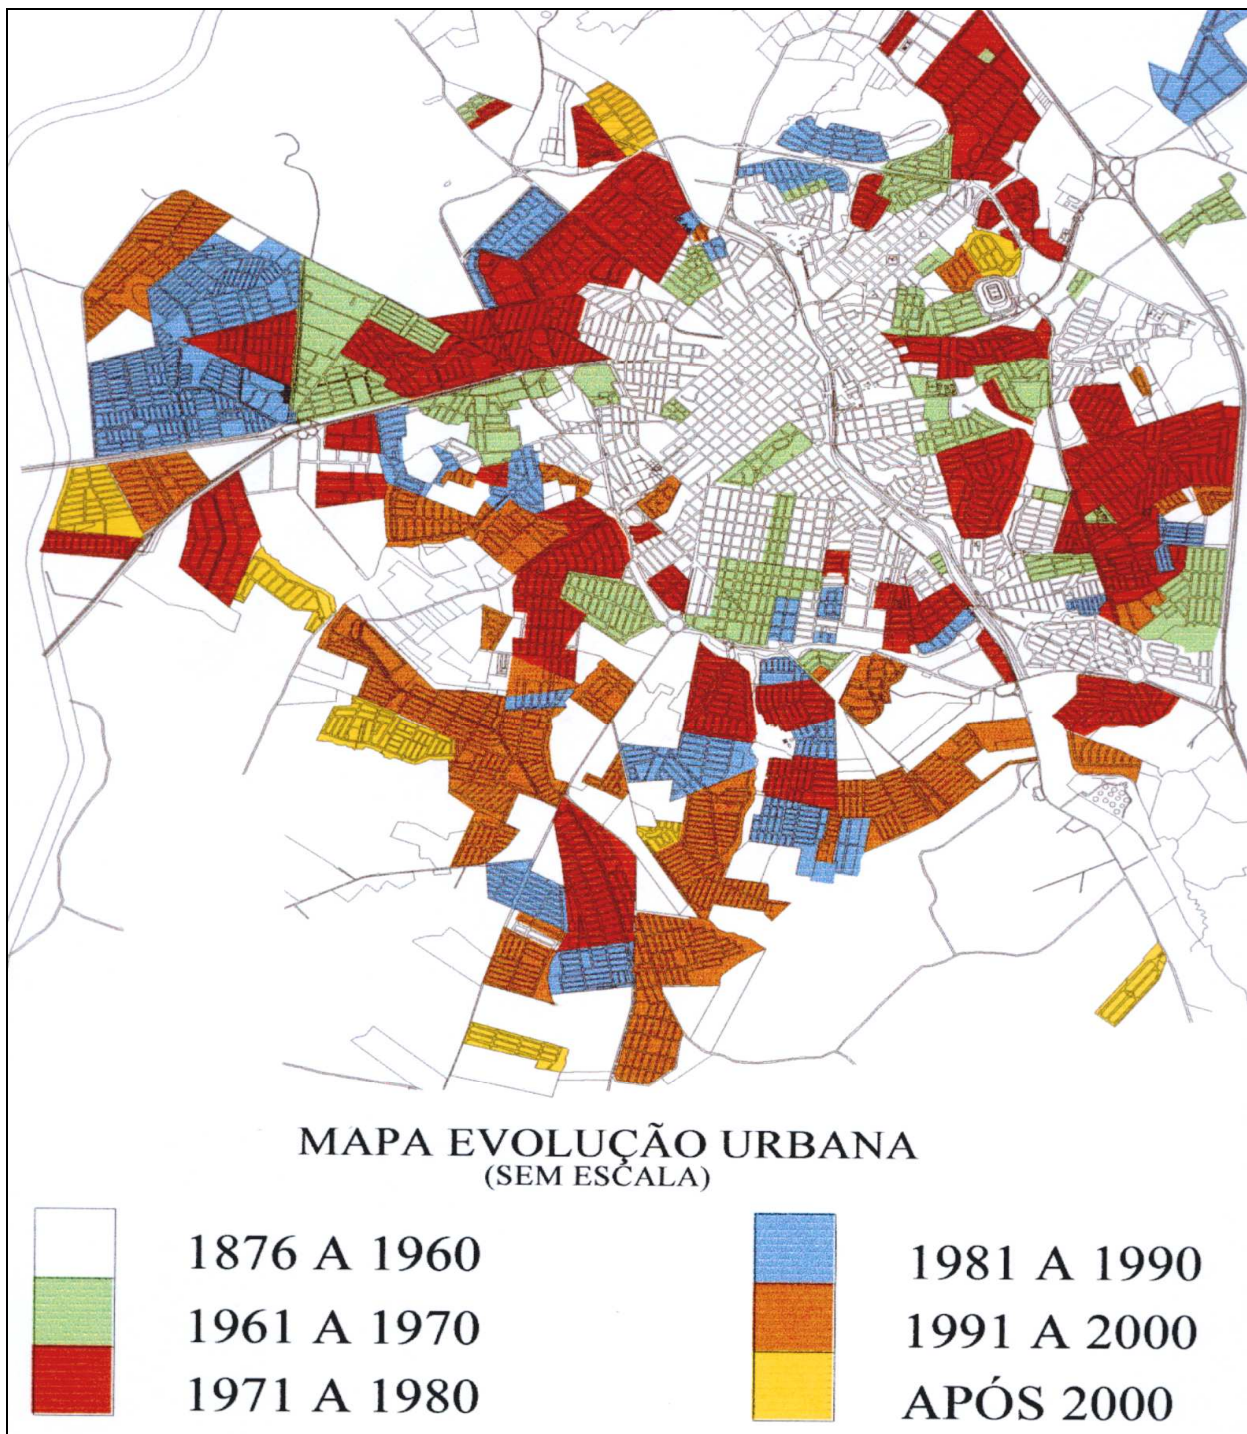 MAPA EVOLUÇÃO URBANA
(SEM ESCALA)
1876 A 1960
1961 A 1970
1971 A 1980
1981 A 1990
1991 A 2000
APÓS 2000